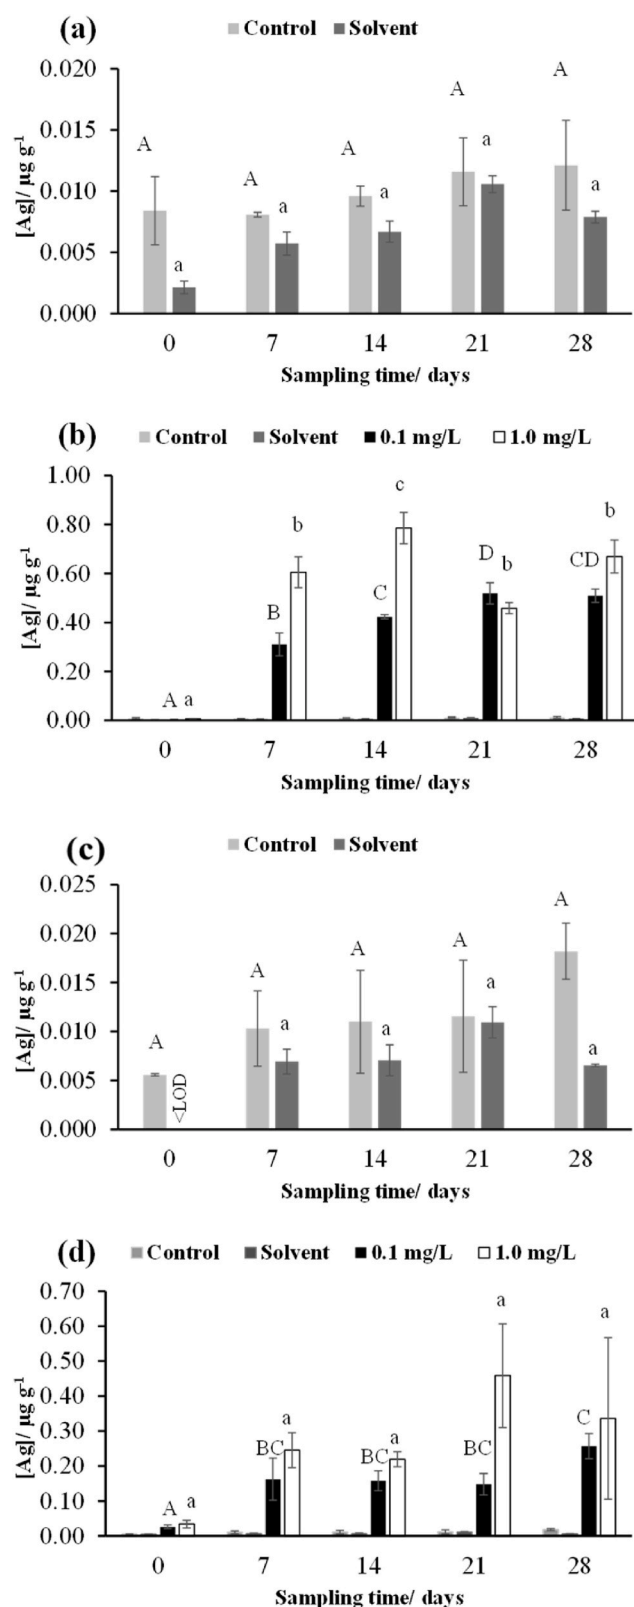 (a) Control Solvent
0.020
0.015
0.010
0.005
0.000
[Ag]/ µg g⁻¹
A
a
A
a
A
a
A
a
A
a
0 7 14 21 28
Sampling time/ days
(b) Control Solvent 0.1 mg/L 1.0 mg/L
1.00
0.80
0.60
0.40
0.20
0.00
[Ag]/ µg g⁻¹
A a
B
b
C
c
D
b
CD
b
0 7 14 21 28
Sampling time/ days
(c) Control Solvent
0.025
0.020
0.015
0.010
0.005
0.000
[Ag]/ µg g⁻¹
A
<LOD
A
a
A
a
A
a
A
a
0 7 14 21 28
Sampling time/ days
(d) Control Solvent 0.1 mg/L 1.0 mg/L
0.70
0.60
0.50
0.40
0.30
0.20
0.10
0.00
[Ag]/ µg g⁻¹
A
a
BC
a
BC
a
BC
a
C
a
0 7 14 21 28
Sampling time/ days